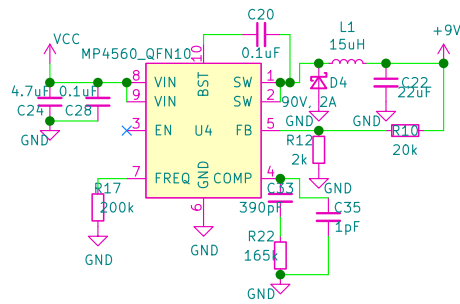 C20
L1
+9V
VCC
MP4560_QFN10
10
0.1uF
15uH
8 VIN
BST
SW 1
D4
C22
4.7uF 0.1uF
9 VIN
SW 2
90V, 2A
22uF
C24 C28
GND
GND
3 EN
U4
FB 5
R10
GND
R12
20k
2k
7 FREQ
GND
COMP 4
R17
C33
GND
200k
390pF
C35
6
1pF
R22
GND
GND
165k
GND